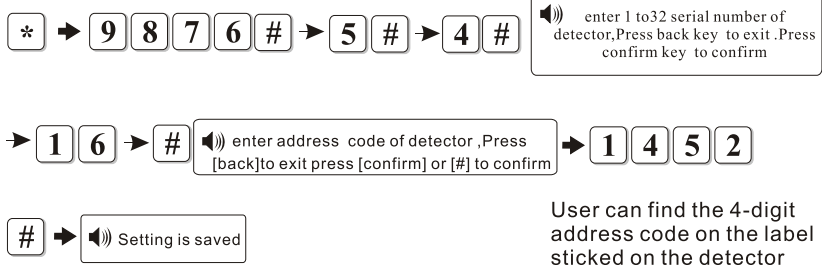 * 9 8 7 6 # 5 # 4 #
enter 1 to32 serial number of
detector,Press back key to exit .Press
confirm key to confirm
1 6 #
enter address code of detector ,Press
[back]to exit press [confirm] or [#] to confirm
1 4 5 2
# Setting is saved
User can find the 4-digit
address code on the label
sticked on the detector